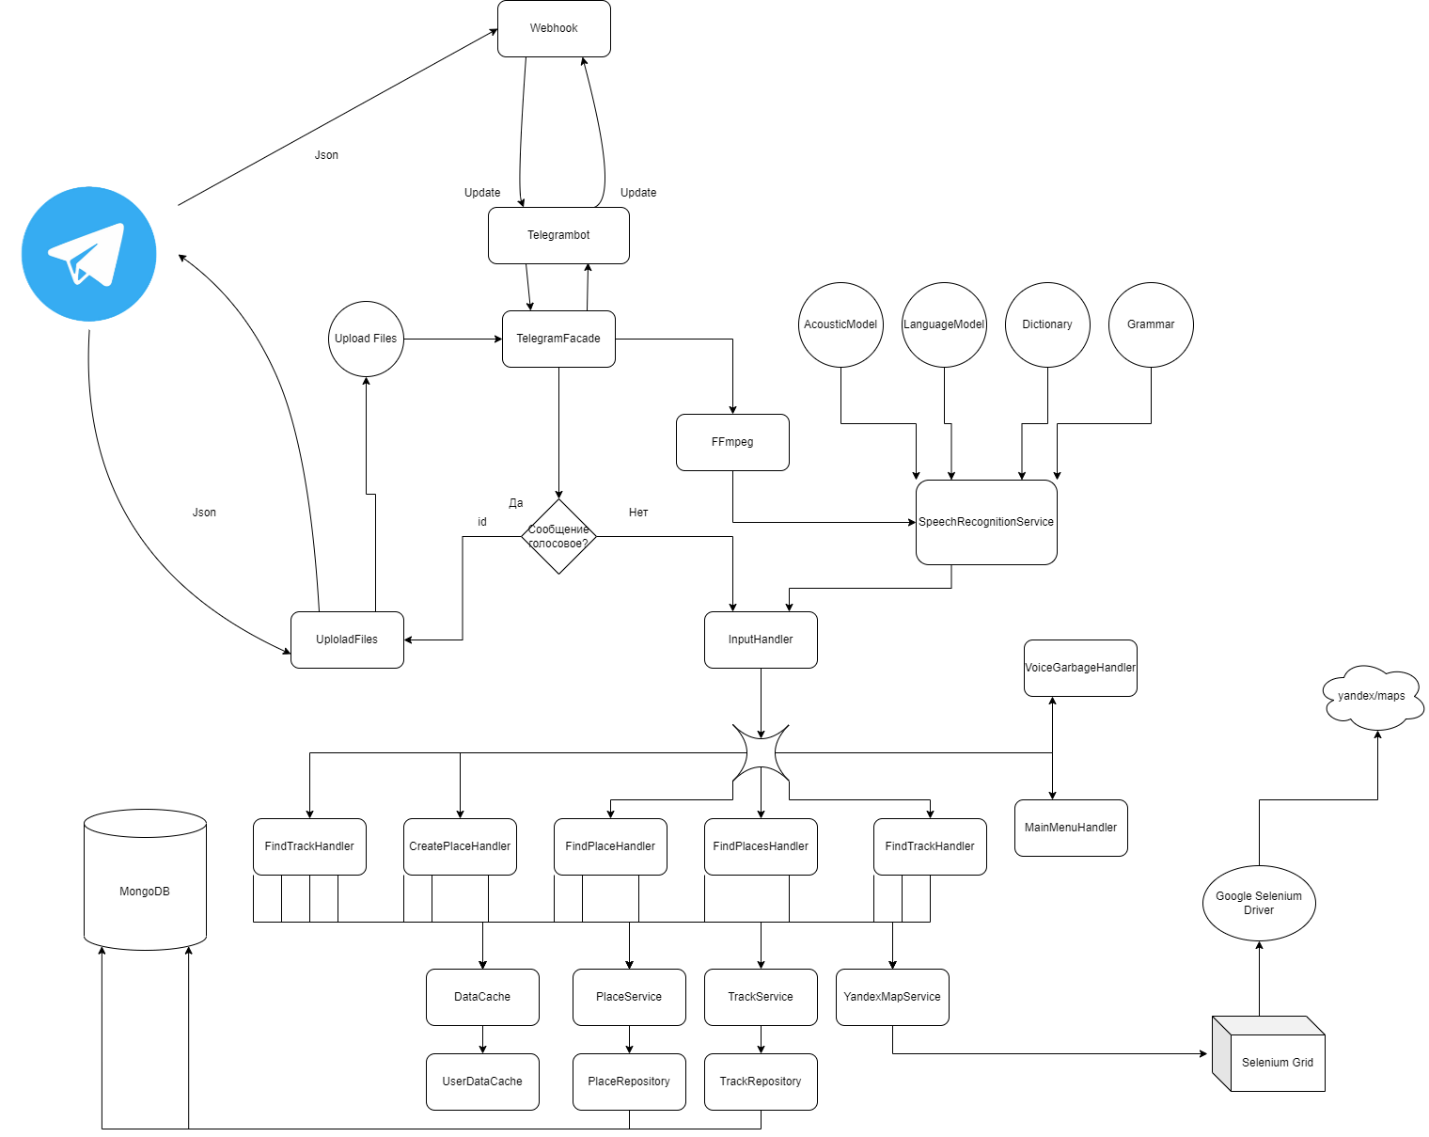 Webhook
Json
Update
Update
Telegrambot
Upload Files
TelegramFacade
AcousticModel
LanguageModel
Dictionary
Grammar
FFmpeg
Да
Нет
id
Json
Сообщение
голосовое?
SpeechRecognitionService
UploladFiles
InputHandler
VoiceGarbageHandler
yandex/maps
MainMenuHandler
FindTrackHandler
CreatePlaceHandler
FindPlaceHandler
FindPlacesHandler
FindTrackHandler
MongoDB
Google Selenium
Driver
DataCache
PlaceService
TrackService
YandexMapService
Selenium Grid
UserDataCache
PlaceRepository
TrackRepository